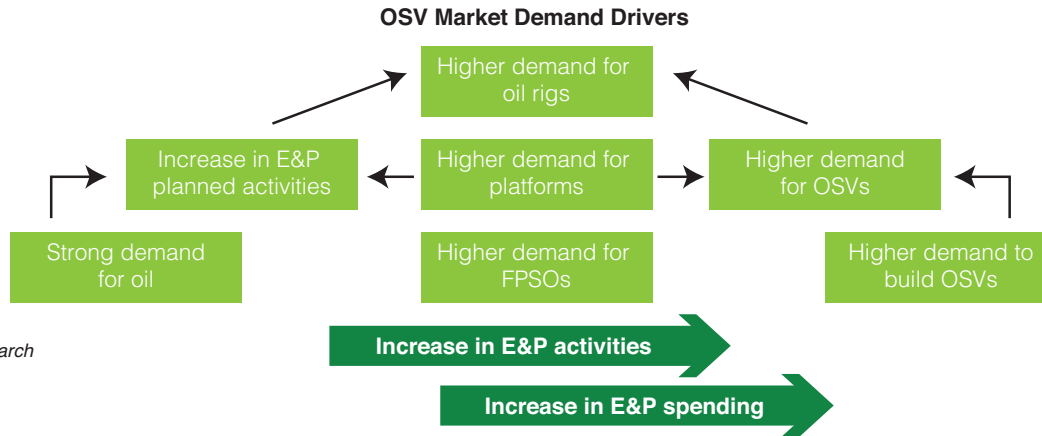 OSV Market Demand Drivers
Higher demand for
oil rigs
Increase in E&P
planned activities
Higher demand for
platforms
Higher demand
for OSVs
Strong demand
for oil
Higher demand for
FPSOs
Higher demand to
build OSVs
arch
Increase in E&P activities
Increase in E&P spending